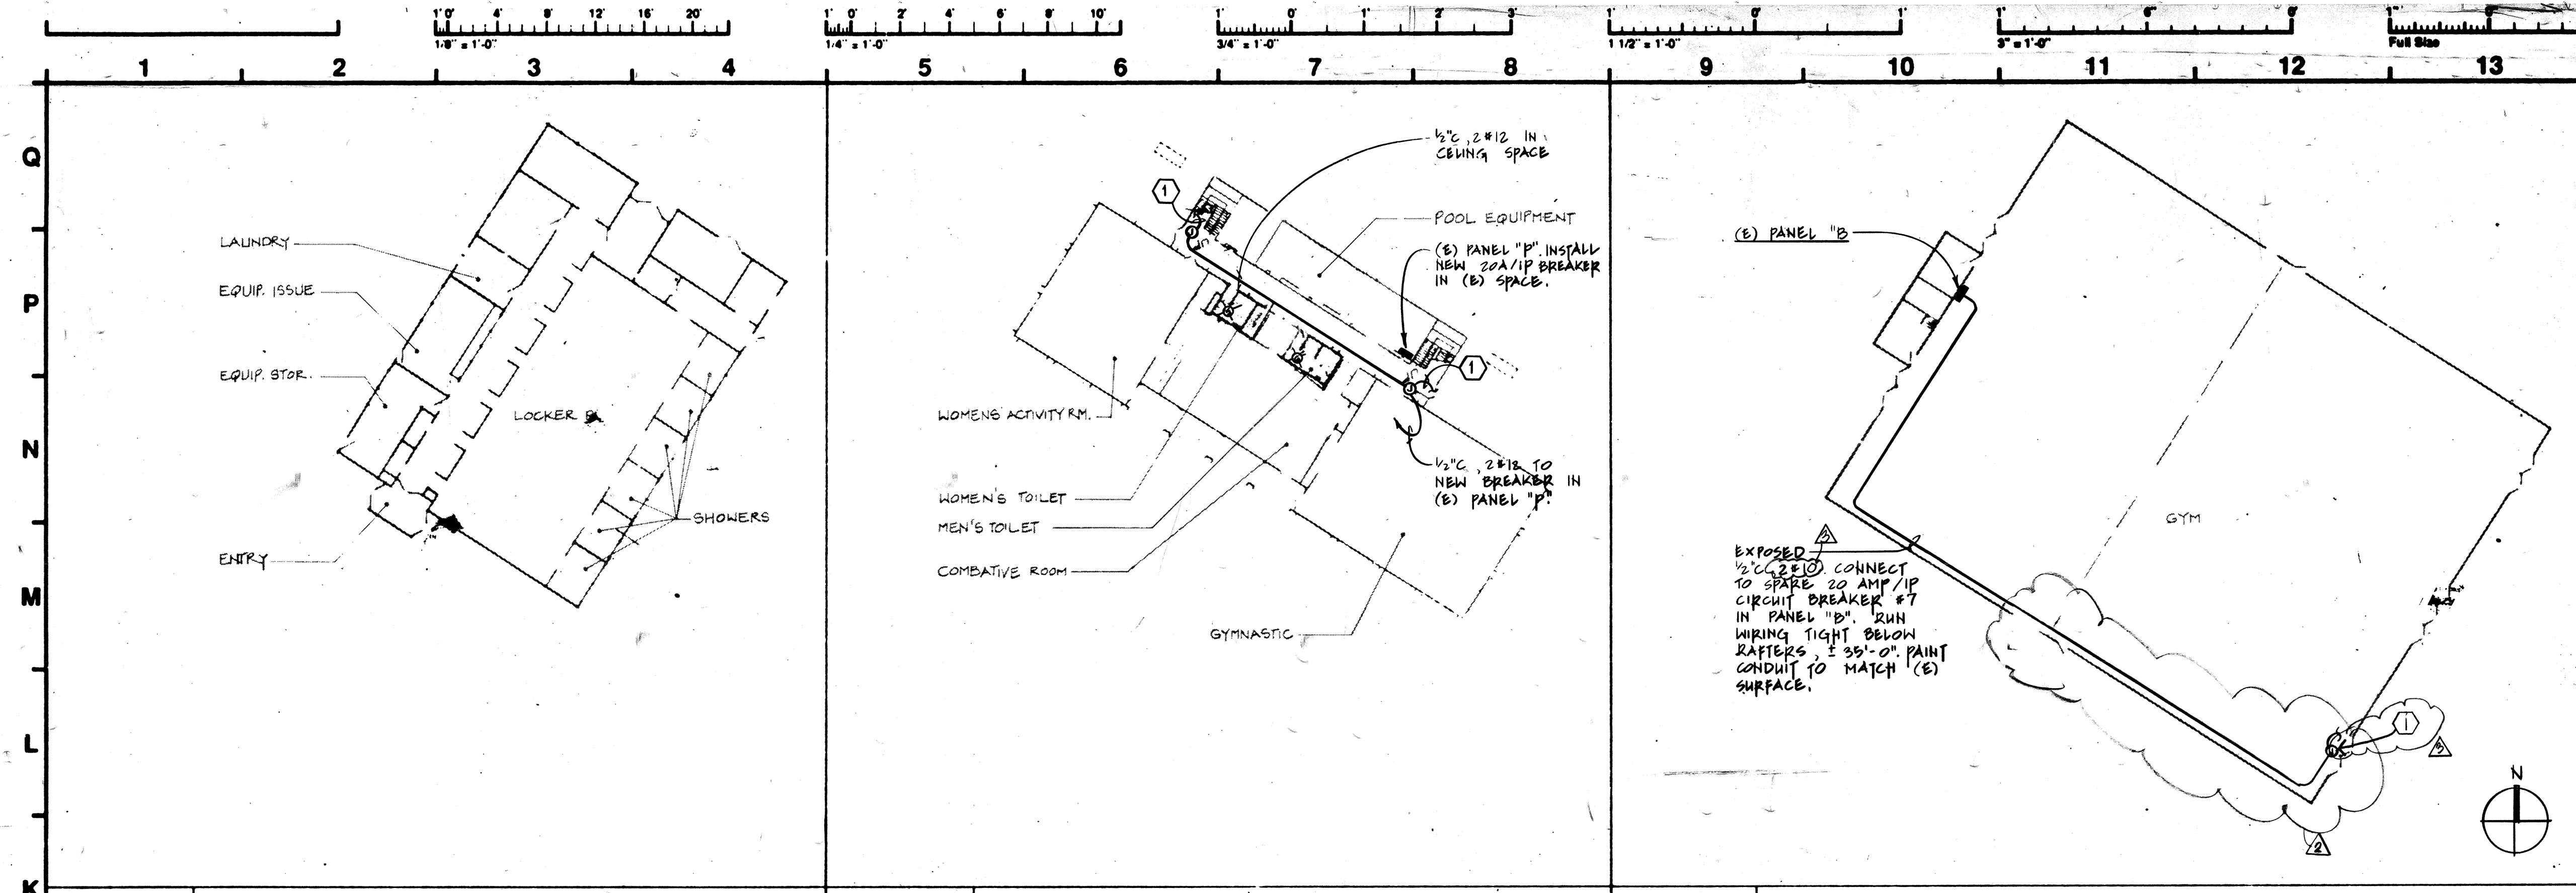 1'0" 4' 8' 12' 16' 20'
1/8" = 1'-0"
1' 0' 2' 4' 6' 8' 10'
1/4" = 1'-0"
1' 0' 1' 2' 3'
3/4" = 1'-0"
1' 0' 1'
1 1/2" = 1'-0"
1' 6" 0'
3" = 1'-0"
1"
Full Size
1 2 3 4 5 6 7 8 9 10 11 12 13
Q
P
N
M
L
K
LAUNDRY
EQUIP. ISSUE
EQUIP. STOR.
LOCKER
ENTRY
SHOWERS
1
½"C, 2#12 IN
CELING SPACE
POOL EQUIPMENT
(E) PANEL "P". INSTALL
NEW 20A/1P BREAKER
IN (E) SPACE.
1
WOMENS ACTIVITY RM.
½"C, 2#12 TO
NEW BREAKER IN
(E) PANEL "P".
WOMEN'S TOILET
MEN'S TOILET
COMBATIVE ROOM
GYMNASTIC
(E) PANEL "B
GYM
3
EXPOSED
½"C, 2#10. CONNECT
TO SPARE 20 AMP/1P
CIRCUIT BREAKER #7
IN PANEL "B". RUN
WIRING TIGHT BELOW
RAFTERS, ± 35'-0". PAINT
CONDUIT TO MATCH (E)
SURFACE.
1
3
2
N